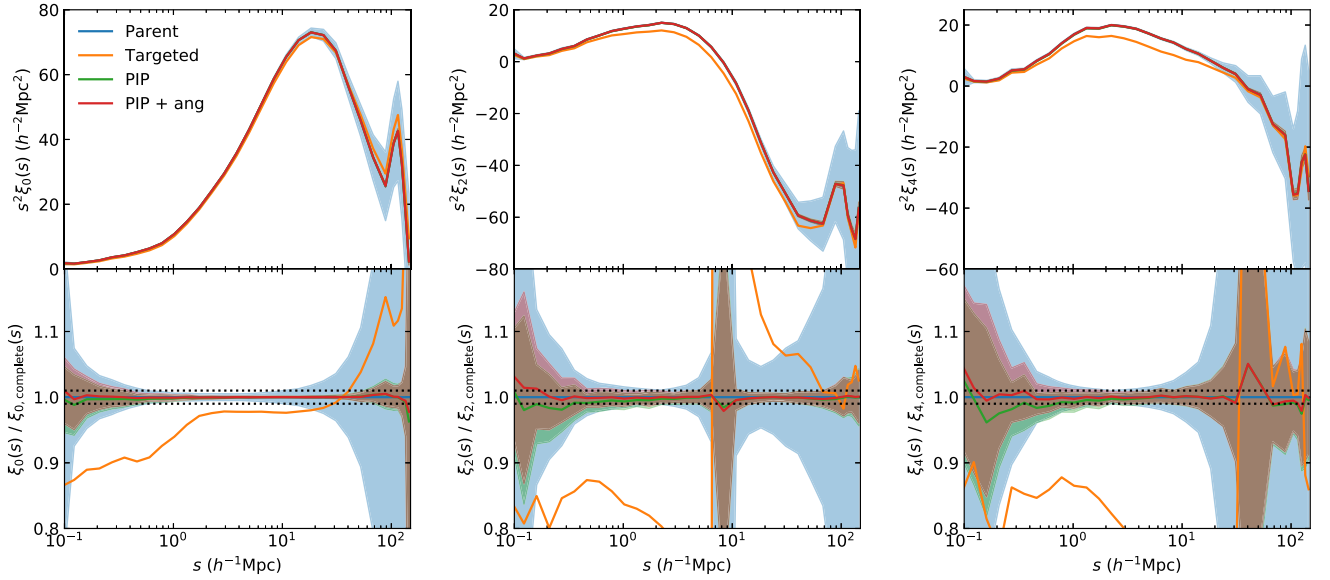 80
60
40
20
0
s²ξ₀(s) (h⁻²Mpc²)
Parent
Targeted
PIP
PIP + ang
0
−20
−40
−60
−80
s²ξ₂(s) (h⁻²Mpc²)
20
0
−20
−40
−60
s²ξ₄(s) (h⁻²Mpc²)
1.1
1.0
0.9
0.8
ξ₀(s) / ξ₀,complete(s)
10⁻¹ 10⁰ 10¹ 10²
s (h⁻¹Mpc)
1.1
1.0
0.9
0.8
ξ₂(s) / ξ₂,complete(s)
10⁻¹ 10⁰ 10¹ 10²
s (h⁻¹Mpc)
1.1
1.0
0.9
0.8
ξ₄(s) / ξ₄,complete(s)
10⁻¹ 10⁰ 10¹ 10²
s (h⁻¹Mpc)